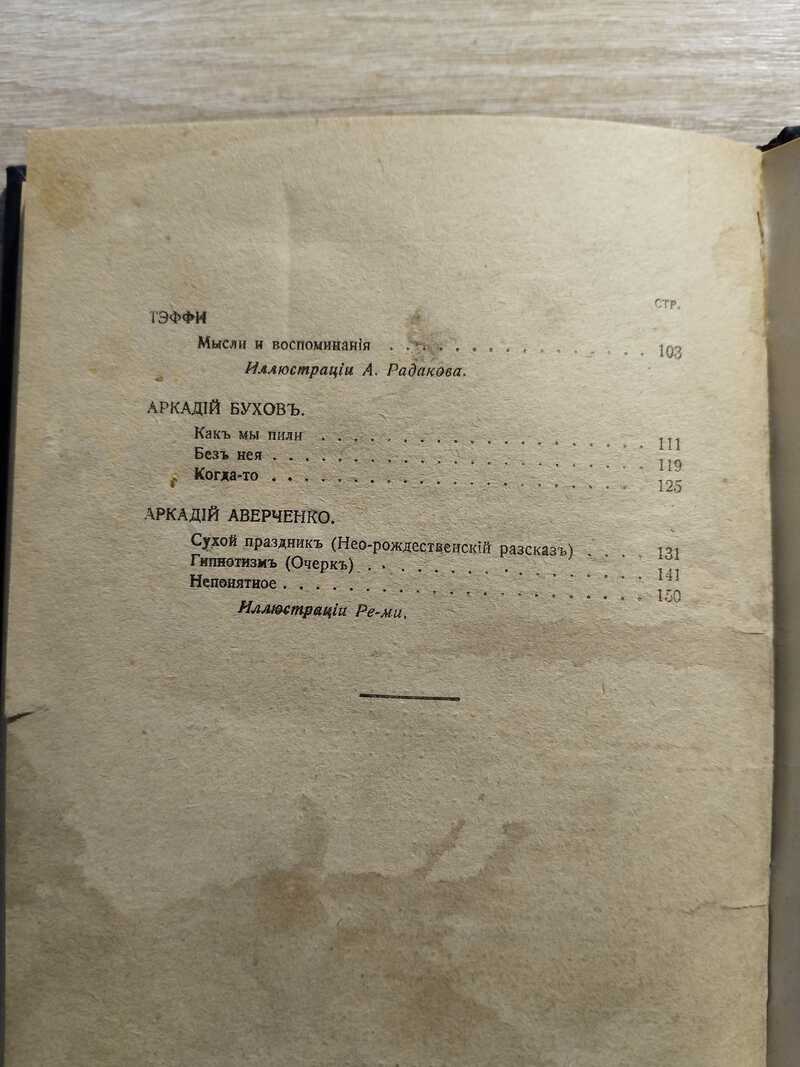 СТР.
ТЭФФИ
Мысли и воспоминанія . . . . . . . . . . . . . . . . 103
Иллюстраціи А. Радакова.
АРКАДІЙ БУХОВЪ.
Какъ мы пили . . . . . . . . . . . . . . . . . . . . 111
Безъ нея . . . . . . . . . . . . . . . . . . . . . . 119
Когда-то . . . . . . . . . . . . . . . . . . . . . . 125
АРКАДІЙ АВЕРЧЕНКО.
Сухой праздникъ (Нео-рождественскій разсказъ) . . . . 131
Гипнотизмъ (Очеркъ) . . . . . . . . . . . . . . . . . 141
Непонятное . . . . . . . . . . . . . . . . . . . . . 150
Иллюстраціи Ре-ми.